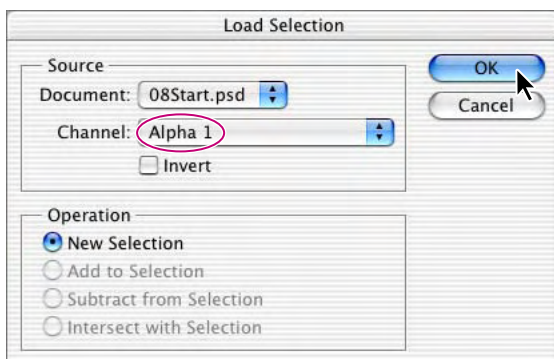 Load Selection
Source
Document: 08Start.psd
Channel: Alpha 1
Invert
OK
Cancel
Operation
New Selection
Add to Selection
Subtract from Selection
Intersect with Selection